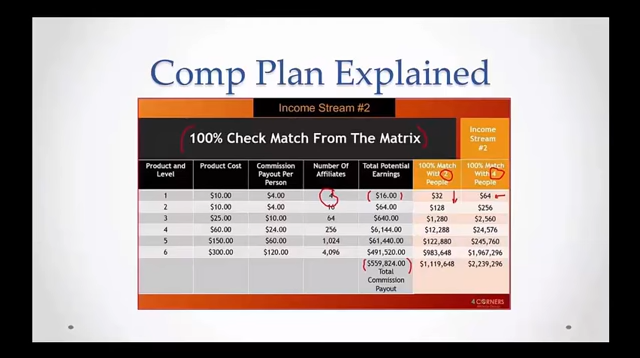 Comp Plan Explained
Income Stream #2
100% Check Match From The Matrix
Income Stream #2
Product and Level Product Cost Commission Payout Per Person Number Of Affiliates Total Potential Earnings 100% Match With 2 People 100% Match With 4 People
1 $10.00 $4.00 4 $16.00 $32 $64
2 $10.00 $4.00 16 $64.00 $128 $256
3 $25.00 $10.00 64 $640.00 $1,280 $2,560
4 $60.00 $24.00 256 $6,144.00 $12,288 $24,576
5 $150.00 $60.00 1,024 $61,440.00 $122,880 $245,760
6 $300.00 $120.00 4,096 $491,520.00 $983,648 $1,967,296
$559,824.00 Total Commission Payout $1,119,648 $2,239,296
4 CORNERS